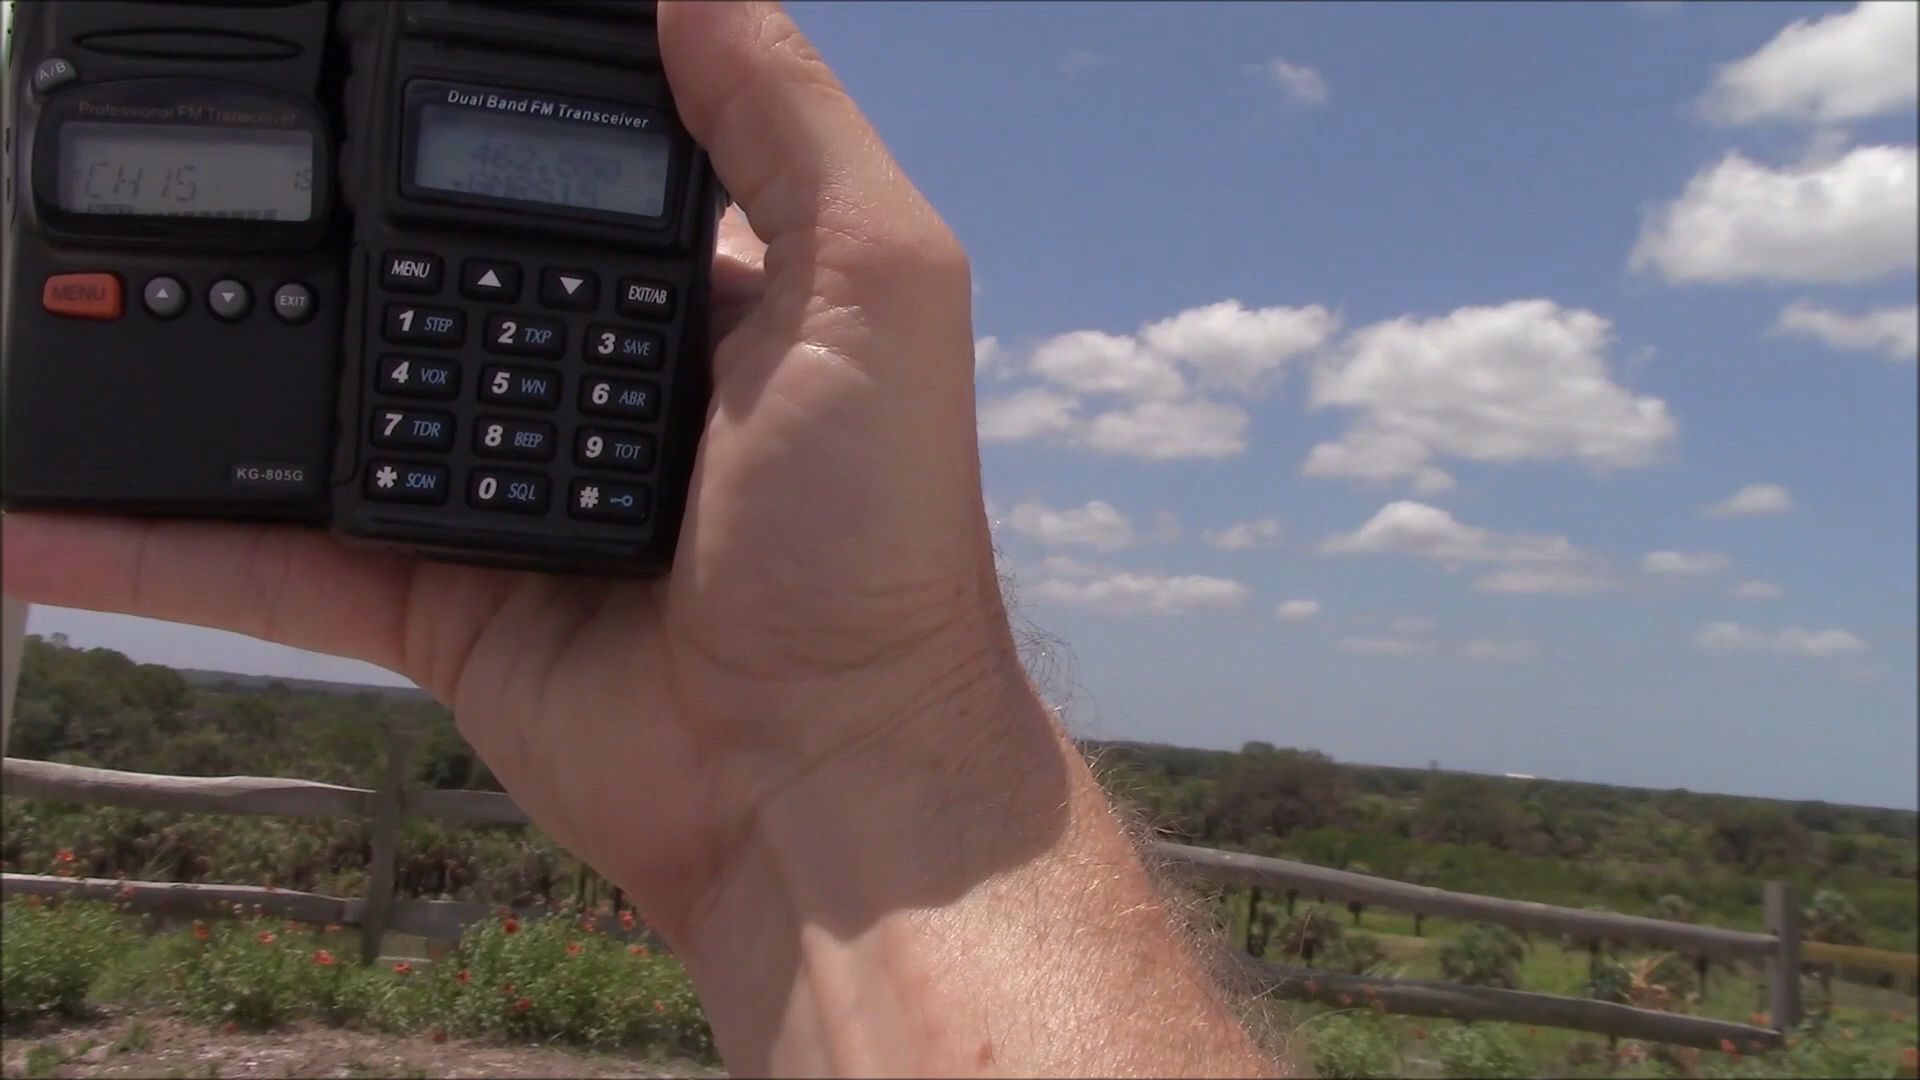 A/B
Professional FM Transceiver
CH 15
15
MENU
EXIT
KG-805G
Dual Band FM Transceiver
462.550
MENU
EXIT/AB
1 STEP
2 TXP
3 SAVE
4 VOX
5 WN
6 ABR
7 TDR
8 BEEP
9 TOT
* SCAN
0 SQL
#